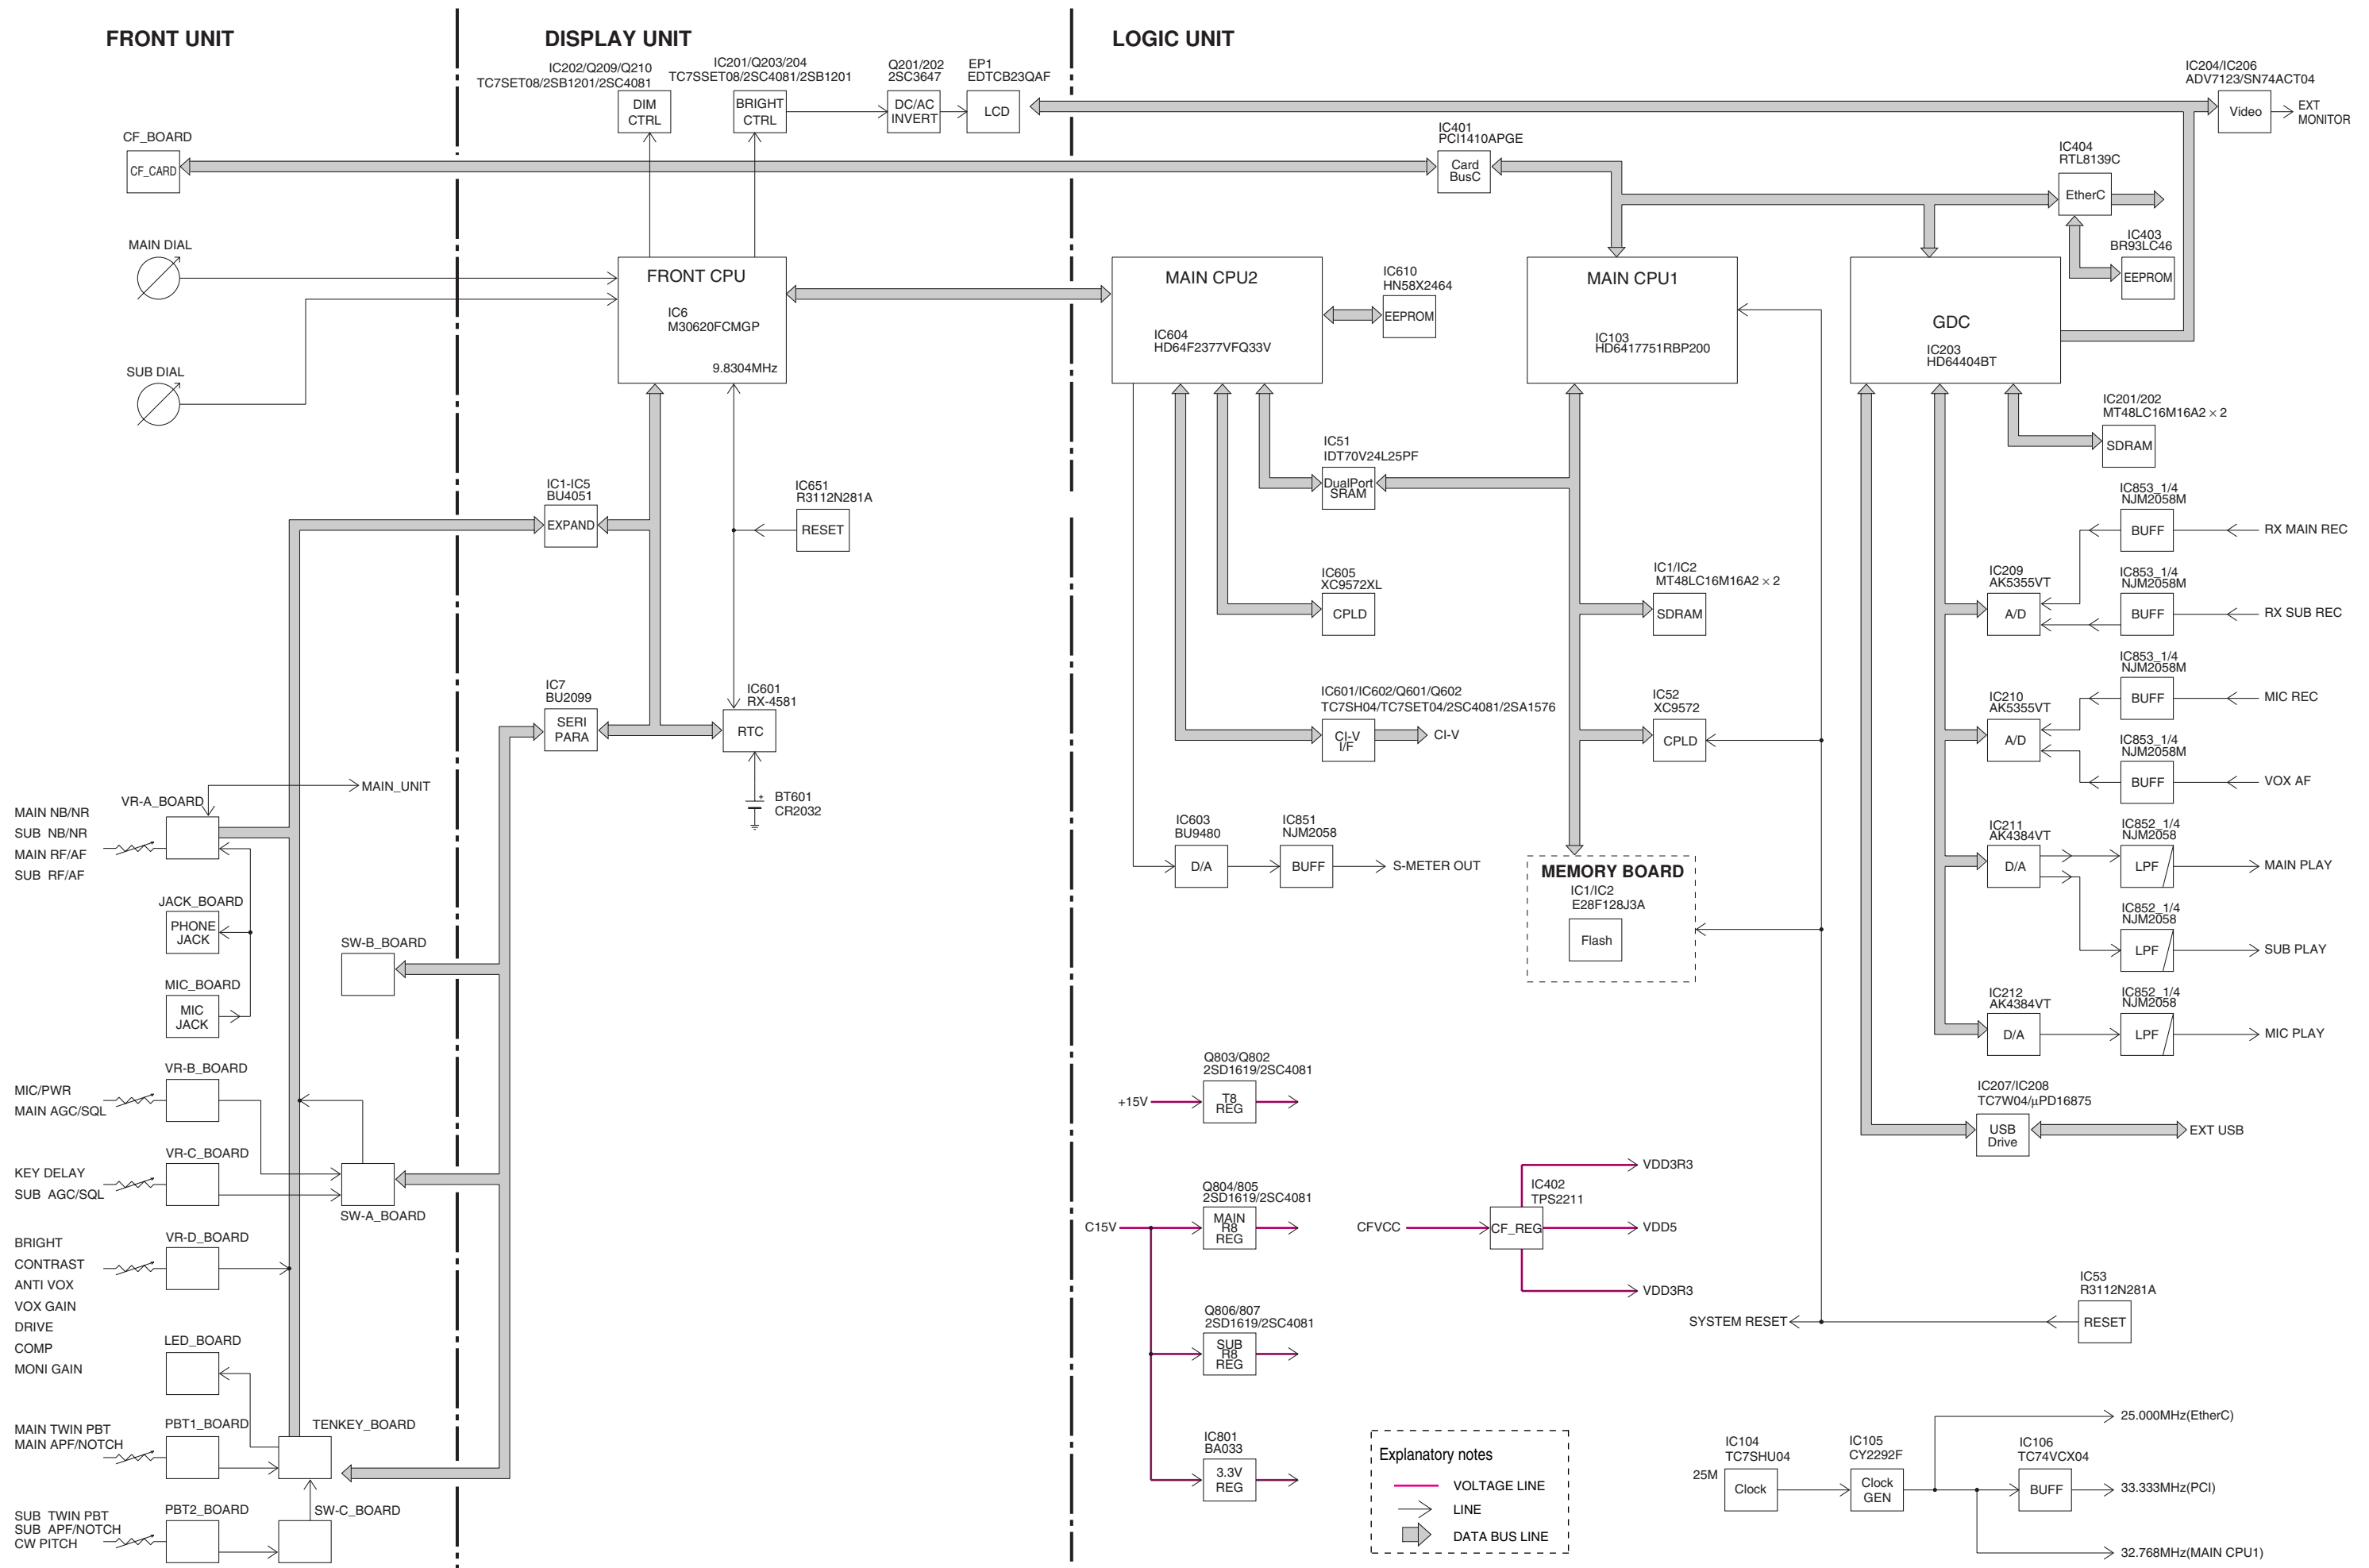 FRONT UNIT
CF_BOARD
CF_CARD
MAIN DIAL
SUB DIAL
MAIN_UNIT
VR-A_BOARD
MAIN NB/NR
SUB NB/NR
MAIN RF/AF
SUB RF/AF
JACK_BOARD
PHONE
JACK
MIC_BOARD
MIC
JACK
SW-B_BOARD
VR-B_BOARD
MIC/PWR
MAIN AGC/SQL
VR-C_BOARD
KEY DELAY
SUB AGC/SQL
SW-A_BOARD
VR-D_BOARD
BRIGHT
CONTRAST
ANTI VOX
VOX GAIN
DRIVE
COMP
MONI GAIN
LED_BOARD
PBT1_BOARD
TENKEY_BOARD
MAIN TWIN PBT
MAIN APF/NOTCH
PBT2_BOARD
SW-C_BOARD
SUB TWIN PBT
SUB APF/NOTCH
CW PITCH
DISPLAY UNIT
IC202/Q209/Q210
TC7SET08/2SB1201/2SC4081
DIM
CTRL
IC201/Q203/204
TC7SSET08/2SC4081/2SB1201
BRIGHT
CTRL
Q201/202
2SC3647
DC/AC
INVERT
EP1
EDTCB23QAF
LCD
FRONT CPU
IC6
M30620FCMGP
9.8304MHz
IC1-IC5
BU4051
EXPAND
IC651
R3112N281A
RESET
IC7
BU2099
SERI
PARA
IC601
RX-4581
RTC
+
BT601
CR2032
LOGIC UNIT
IC204/IC206
ADV7123/SN74ACT04
Video
EXT
MONITOR
IC401
PCI1410APGE
Card
BusC
IC404
RTL8139C
EtherC
IC403
BR93LC46
EEPROM
MAIN CPU2
IC604
HD64F2377VFQ33V
IC610
HN58X2464
EEPROM
MAIN CPU1
IC103
HD6417751RBP200
GDC
IC203
HD64404BT
IC201/202
MT48LC16M16A2 × 2
SDRAM
IC51
IDT70V24L25PF
DualPort
SRAM
IC605
XC9572XL
CPLD
IC1/IC2
MT48LC16M16A2 × 2
SDRAM
IC601/IC602/Q601/Q602
TC7SH04/TC7SET04/2SC4081/2SA1576
CI-V
I/F
CI-V
IC52
XC9572
CPLD
IC603
BU9480
D/A
IC851
NJM2058
BUFF
S-METER OUT
MEMORY BOARD
IC1/IC2
E28F128J3A
Flash
IC853_1/4
NJM2058M
BUFF
RX MAIN REC
IC209
AK5355VT
A/D
IC853_1/4
NJM2058M
BUFF
RX SUB REC
IC853_1/4
NJM2058M
BUFF
MIC REC
IC210
AK5355VT
A/D
IC853_1/4
NJM2058M
BUFF
VOX AF
IC211
AK4384VT
D/A
IC852_1/4
NJM2058
LPF
MAIN PLAY
IC852_1/4
NJM2058
LPF
SUB PLAY
IC212
AK4384VT
D/A
IC852_1/4
NJM2058
LPF
MIC PLAY
IC207/IC208
TC7W04/µPD16875
USB
Drive
EXT USB
Q803/Q802
2SD1619/2SC4081
+15V
T8
REG
Q804/805
2SD1619/2SC4081
C15V
MAIN
R8
REG
Q806/807
2SD1619/2SC4081
SUB
R8
REG
IC801
BA033
3.3V
REG
CFVCC
IC402
TPS2211
CF_REG
VDD3R3
VDD5
VDD3R3
SYSTEM RESET
IC53
R3112N281A
RESET
Explanatory notes
VOLTAGE LINE
LINE
DATA BUS LINE
IC104
TC7SHU04
25M
Clock
IC105
CY2292F
Clock
GEN
IC106
TC74VCX04
BUFF
25.000MHz(EtherC)
33.333MHz(PCI)
32.768MHz(MAIN CPU1)